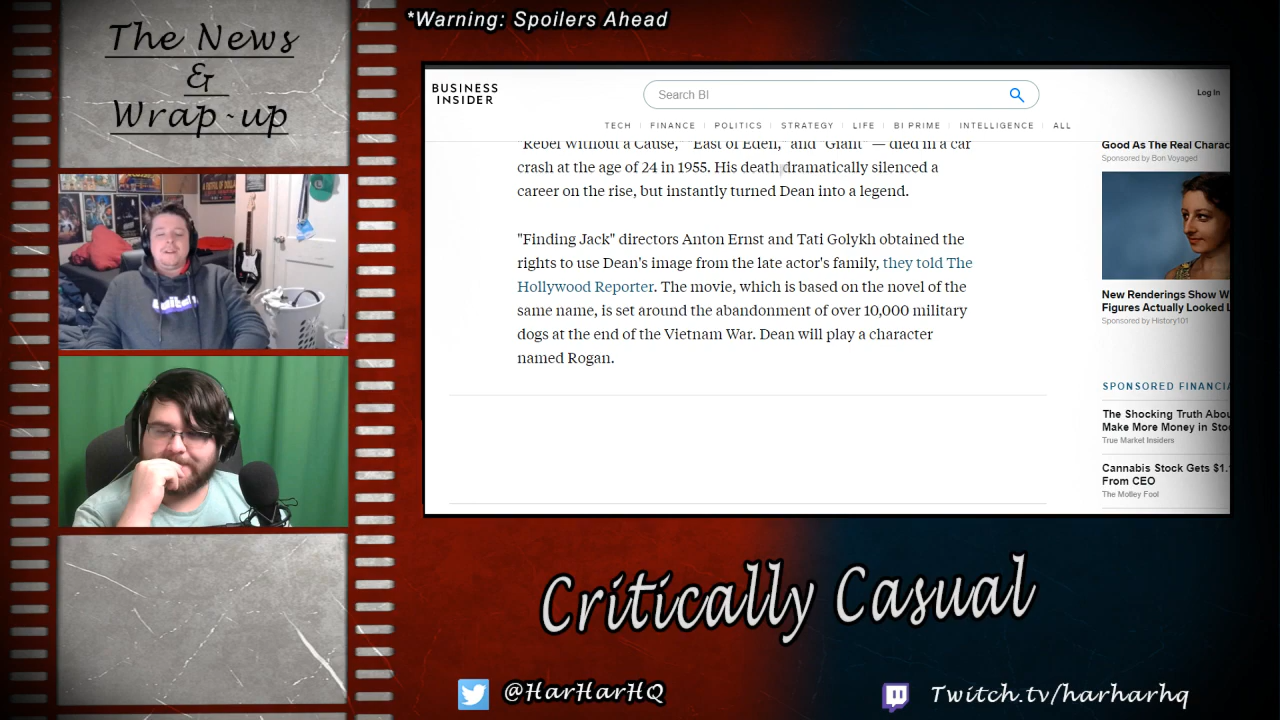 The News
&
Wrap-up
*Warning: Spoilers Ahead
BUSINESS
INSIDER
Search BI
Log In
TECH
FINANCE
POLITICS
STRATEGY
LIFE
BI PRIME
INTELLIGENCE
ALL
"Rebel Without a Cause," "East of Eden," and "Giant" — died in a car
crash at the age of 24 in 1955. His death dramatically silenced a
career on the rise, but instantly turned Dean into a legend.
"Finding Jack" directors Anton Ernst and Tati Golykh obtained the
rights to use Dean's image from the late actor's family, they told The
Hollywood Reporter. The movie, which is based on the novel of the
same name, is set around the abandonment of over 10,000 military
dogs at the end of the Vietnam War. Dean will play a character
named Rogan.
Good As The Real Charac
Sponsored by Bon Voyaged
New Renderings Show W
Figures Actually Looked L
Sponsored by History101
SPONSORED FINANCIA
The Shocking Truth Abou
Make More Money in Stoc
True Market Insiders
Cannabis Stock Gets $1.
From CEO
The Motley Fool
Critically Casual
@HarHarHQ
Twitch.tv/harharhq